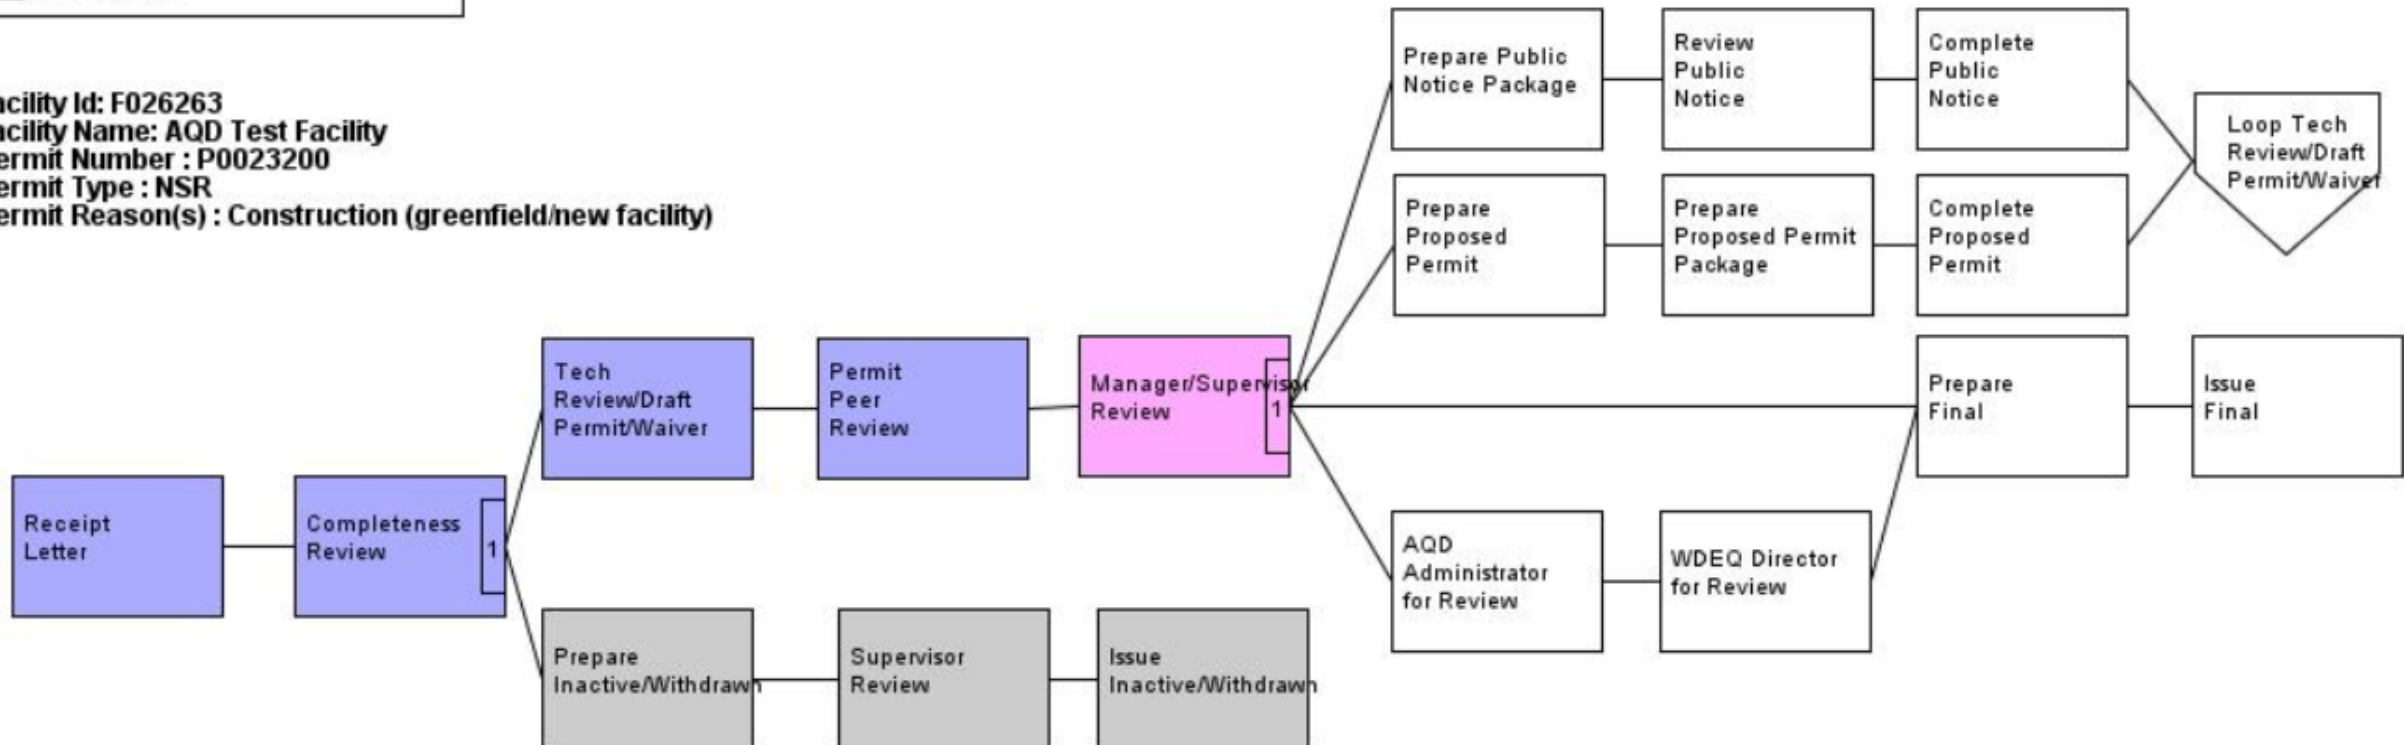 acility Id: F026263
acility Name: AQD Test Facility
ermit Number : P0023200
ermit Type : NSR
ermit Reason(s) : Construction (greenfield/new facility)
Prepare Public
Notice Package
Review
Public
Notice
Complete
Public
Notice
Loop Tech
Review/Draft
Permit/Waiver
Prepare
Proposed
Permit
Prepare
Proposed Permit
Package
Complete
Proposed
Permit
Tech
Review/Draft
Permit/Waiver
Permit
Peer
Review
Manager/Supervisor
Review
1
Prepare
Final
Issue
Final
Receipt
Letter
Completeness
Review
1
AQD
Administrator
for Review
WDEQ Director
for Review
Prepare
Inactive/Withdrawn
Supervisor
Review
Issue
Inactive/Withdrawn